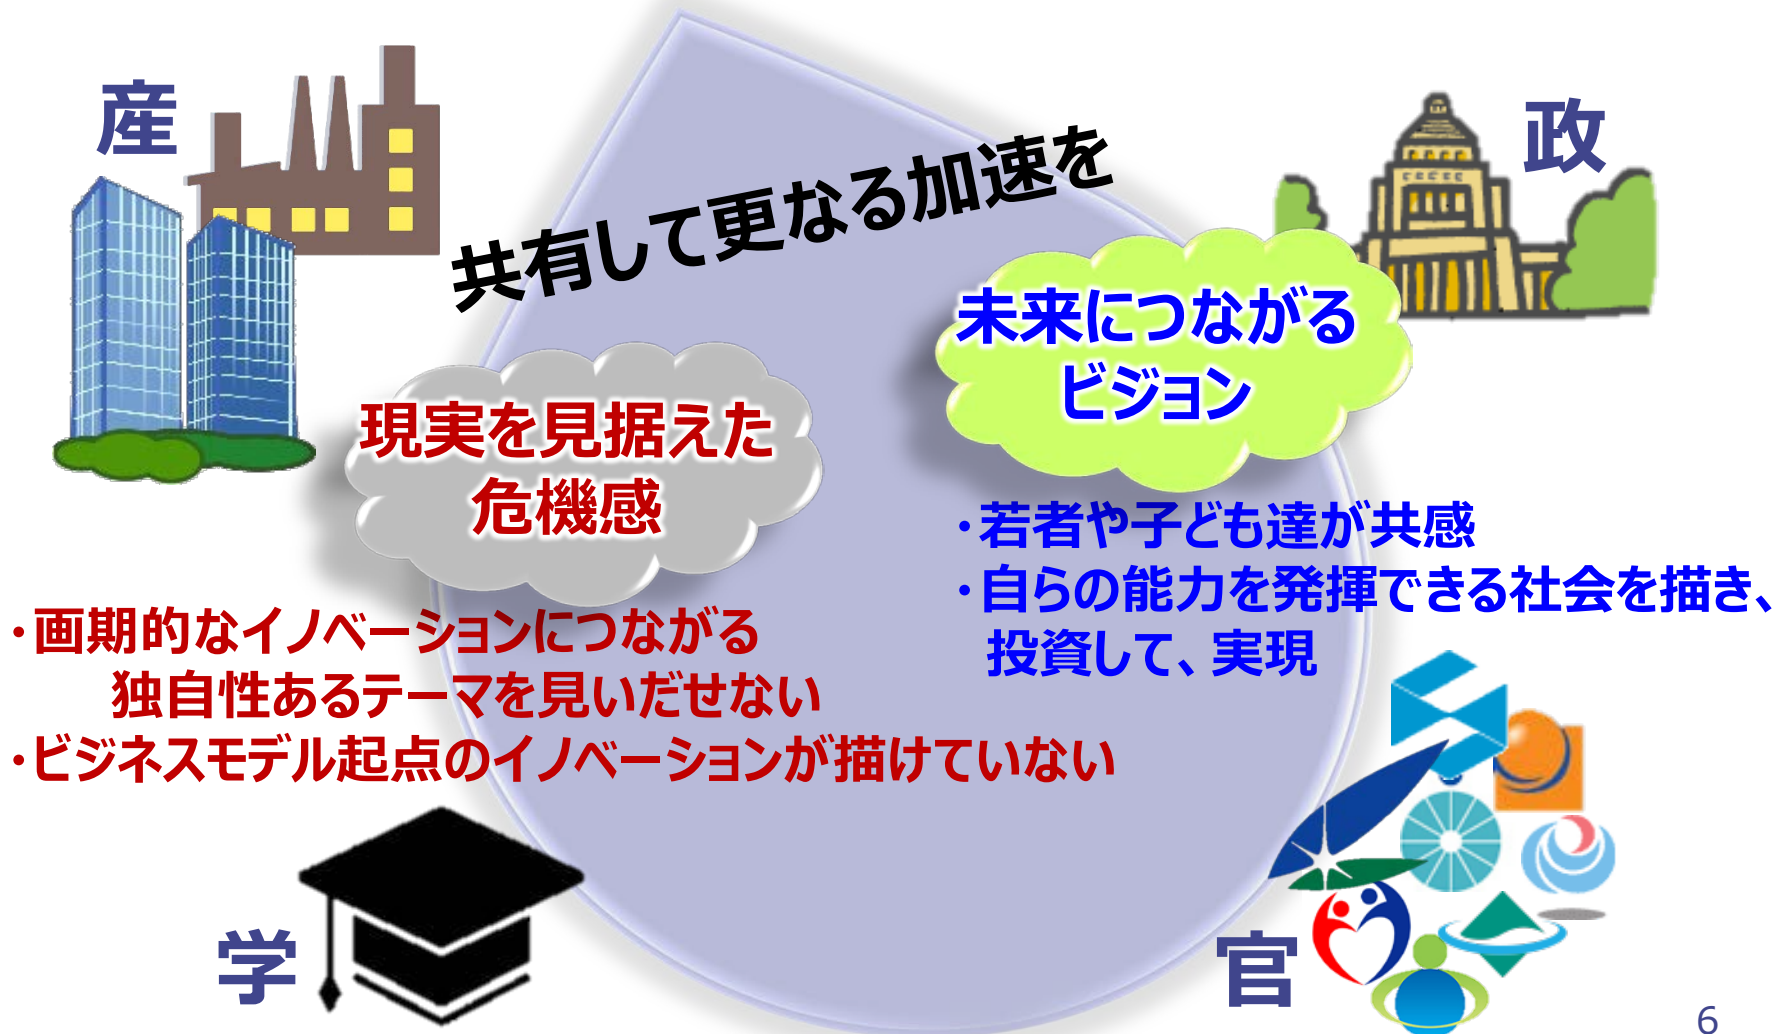 産
政
共有して更なる加速を
未来につながる
ビジョン
現実を見据えた
危機感
・若者や子ども達が共感
・自らの能力を発揮できる社会を描き、
投資して、実現
・画期的なイノベーションにつながる
独自性あるテーマを見いだせない
・ビジネスモデル起点のイノベーションが描けていない
学
官
6